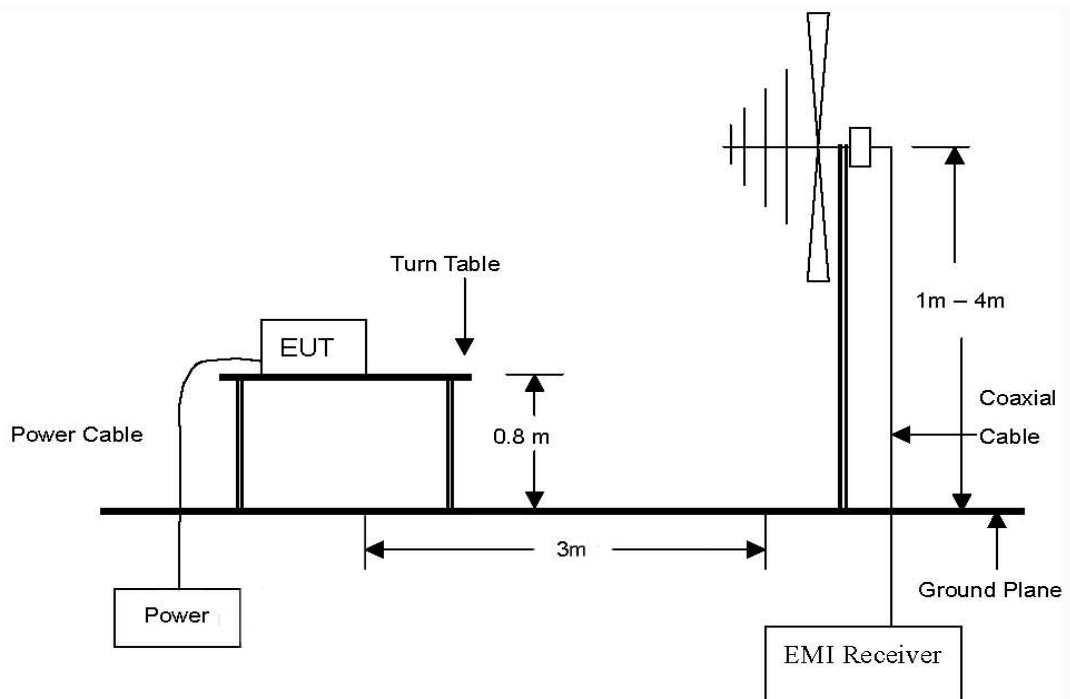 Turn Table
1m – 4m
EUT
Coaxial
Cable
Power Cable
0.8 m
3m
Ground Plane
Power
EMI Receiver